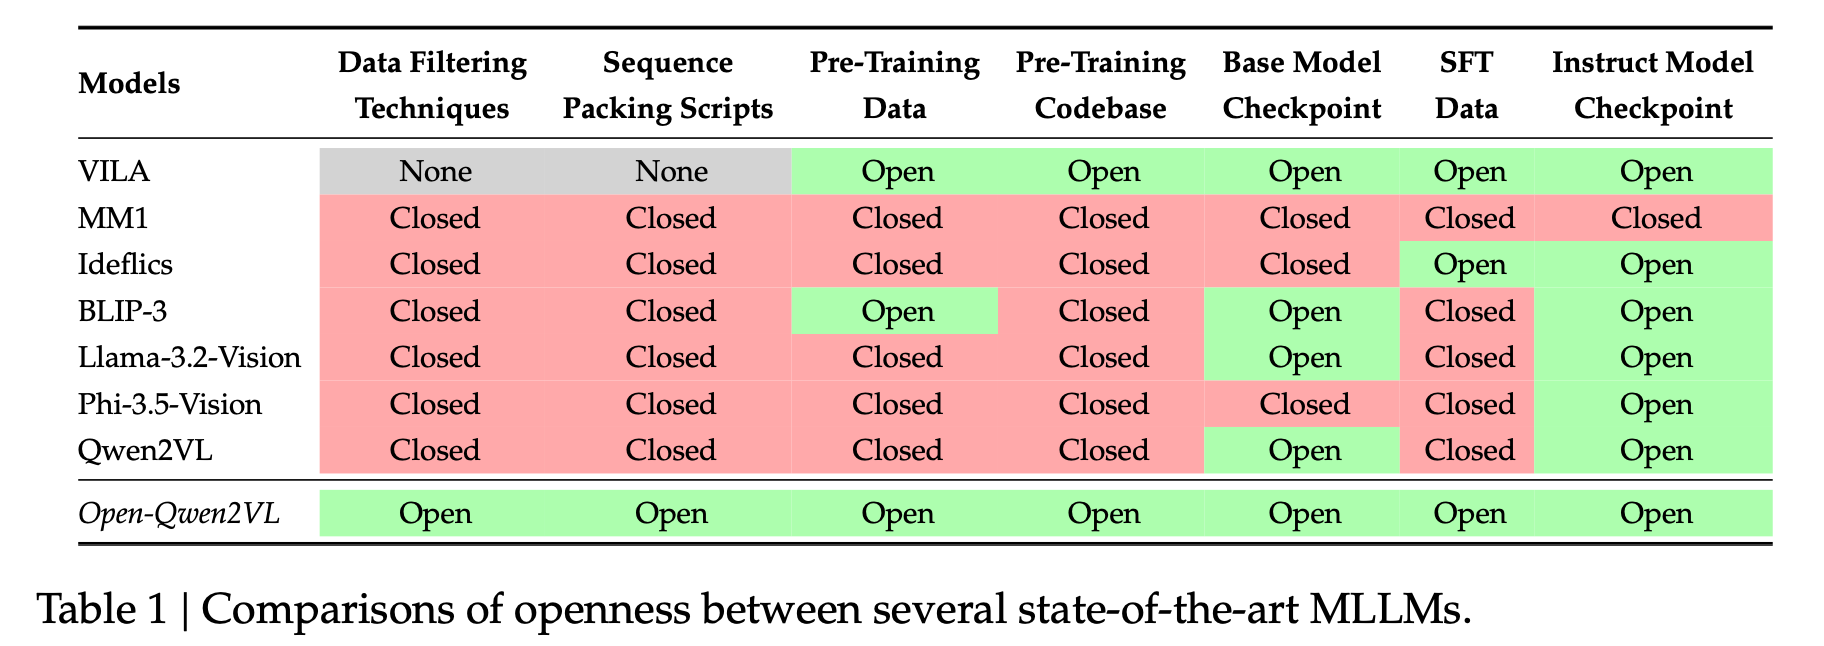 Models Data Filtering Techniques Sequence Packing Scripts Pre-Training Data Pre-Training Codebase Base Model Checkpoint SFT Data Instruct Model Checkpoint
VILA None None Open Open Open Open Open
MM1 Closed Closed Closed Closed Closed Closed Closed
Ideflics Closed Closed Closed Closed Closed Open Open
BLIP-3 Closed Closed Open Closed Open Closed Open
Llama-3.2-Vision Closed Closed Closed Closed Open Closed Open
Phi-3.5-Vision Closed Closed Closed Closed Closed Closed Open
Qwen2VL Closed Closed Closed Closed Open Closed Open
Open-Qwen2VL Open Open Open Open Open Open Open
Table 1 | Comparisons of openness between several state-of-the-art MLLMs.